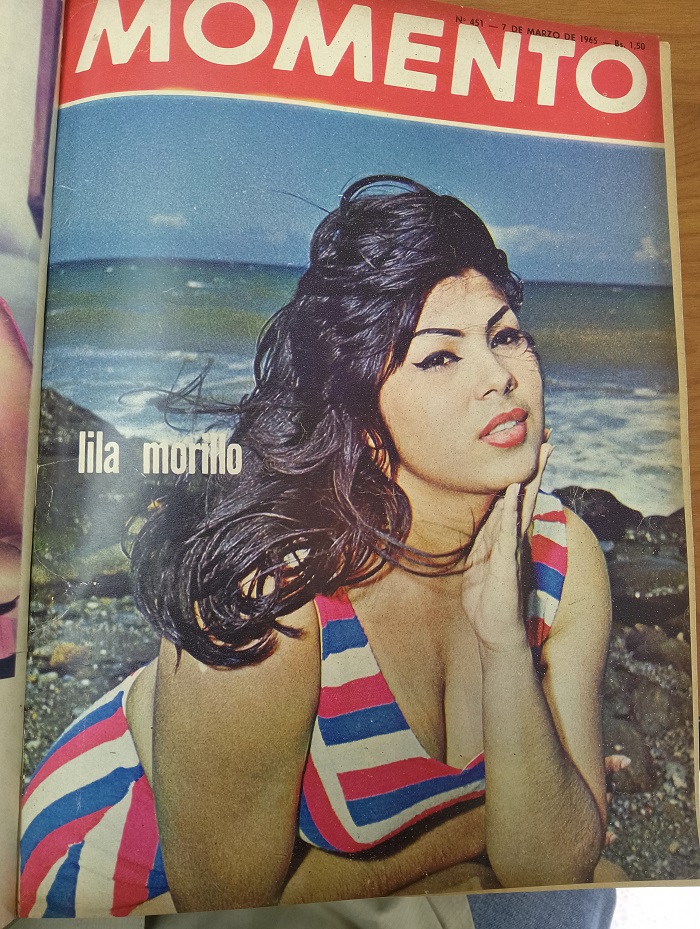 Nº 451 — 7 DE MARZO DE 1965 — Bs. 1,50
MOMENTO
lila morillo